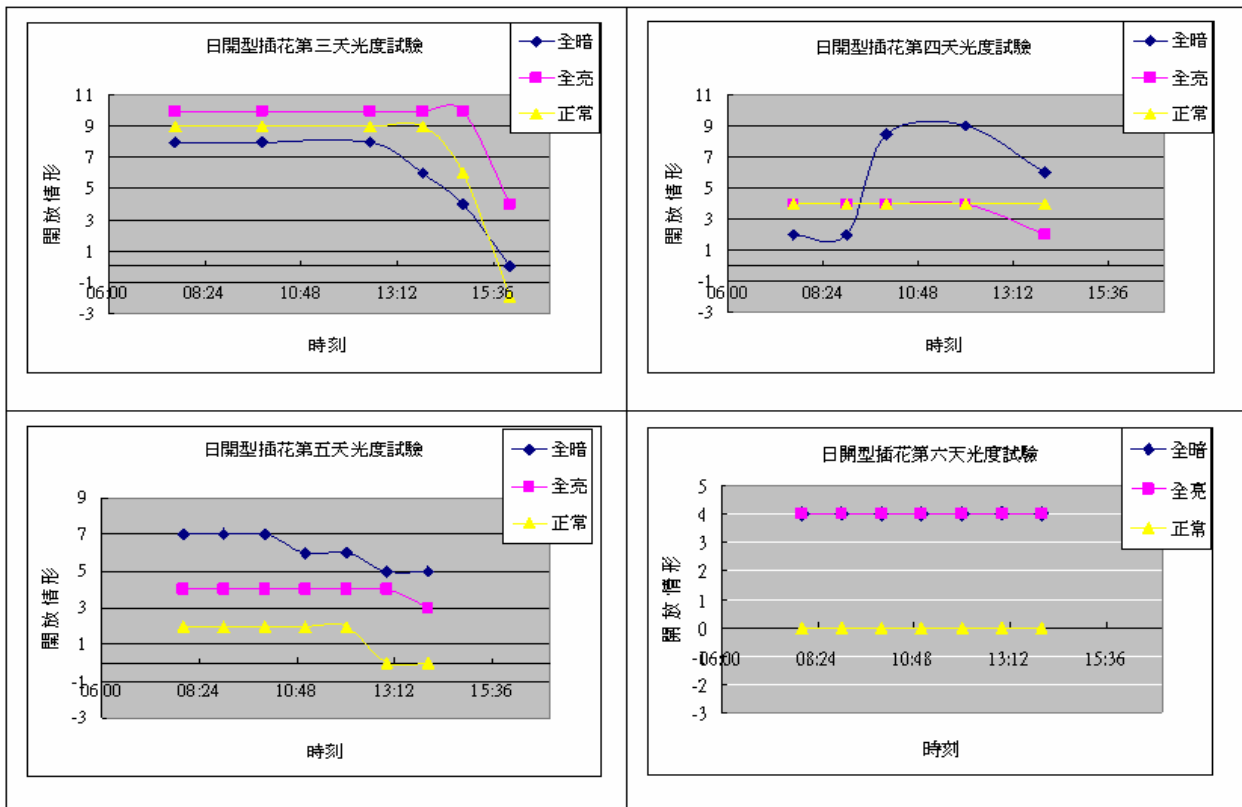 日開型插花第三天光度試驗
全暗
全亮
正常
11
9
7
5
3
1
-1
-3
06:00
08:24
10:48
13:12
15:36
開放情形
時刻
日開型插花第四天光度試驗
全暗
全亮
正常
11
9
7
5
3
1
-1
-3
06:00
08:24
10:48
13:12
15:36
開放情形
時刻
日開型插花第五天光度試驗
全暗
全亮
正常
9
7
5
3
1
-1
-3
06:00
08:24
10:48
13:12
15:36
開放情形
時刻
日開型插花第六天光度試驗
全暗
全亮
正常
5
4
3
2
1
0
-1
-2
-3
06:00
08:24
10:48
13:12
15:36
開放情形
時刻